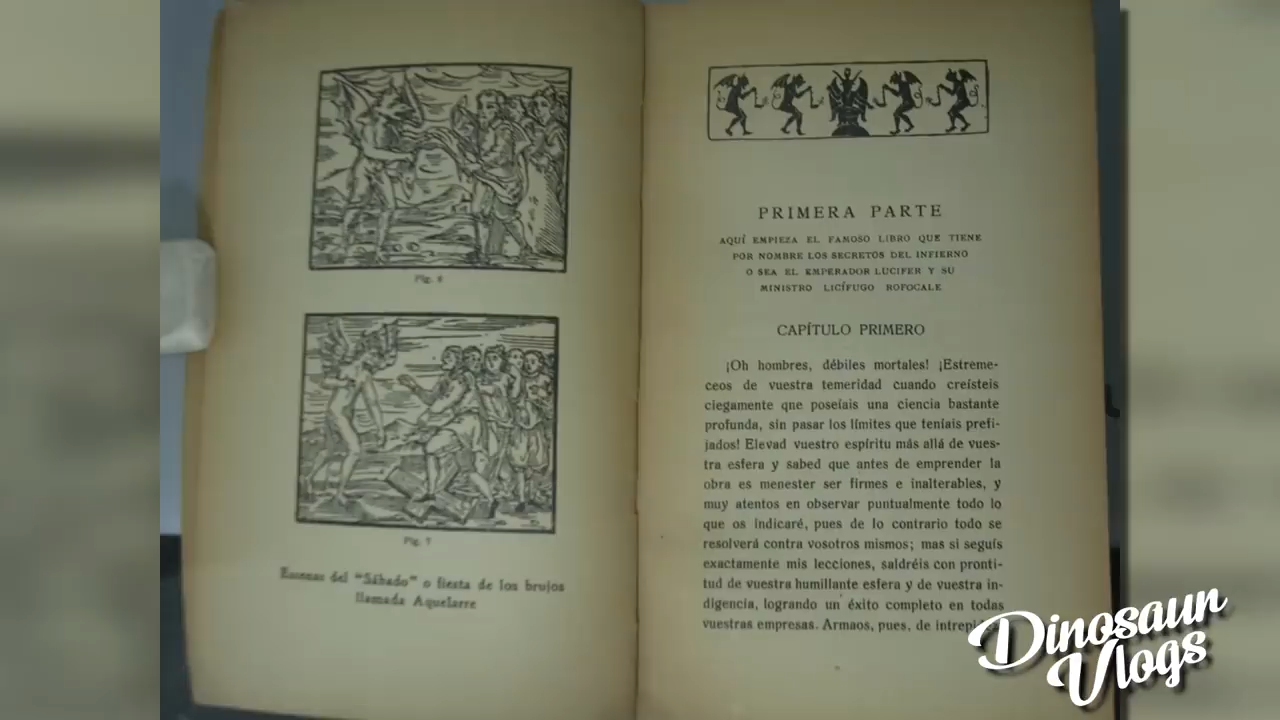 Fig. 6
Fig. 7
Escenas del "Sábado" o fiesta de los brujos
llamada Aquelarre
PRIMERA PARTE
AQUÍ EMPIEZA EL FAMOSO LIBRO QUE TIENE
POR NOMBRE LOS SECRETOS DEL INFIERNO
O SEA EL EMPERADOR LUCIFER Y SU
MINISTRO LICÍFUGO ROFOCALE
CAPÍTULO PRIMERO
¡Oh hombres, débiles mortales! ¡Estreme-
ceos de vuestra temeridad cuando creísteis
ciegamente que poseíais una ciencia bastante
profunda, sin pasar los límites que teníais prefi-
jados! Elevad vuestro espíritu más allá de vues-
tra esfera y sabed que antes de emprender la
obra es menester ser firmes e inalterables, y
muy atentos en observar puntualmente todo lo
que os indicaré, pues de lo contrario todo se
resolverá contra vosotros mismos; mas si seguís
exactamente mis lecciones, saldréis con pronti-
tud de vuestra humillante esfera y de vuestra in-
digencia, logrando un éxito completo en todas
vuestras empresas. Armaos, pues, de
Dinosaur
Vlogs